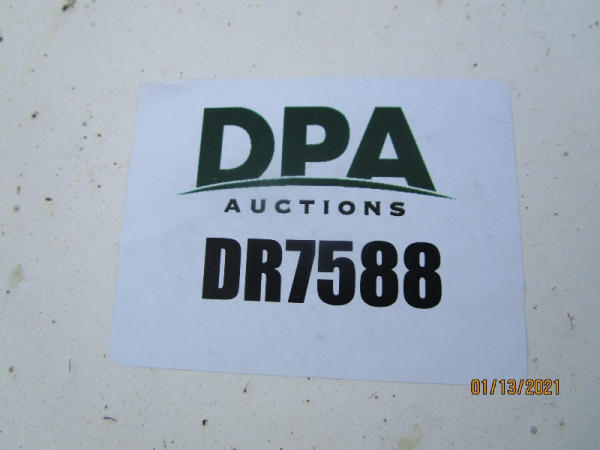 DPA
AUCTIONS
DR7588
01/13/2021